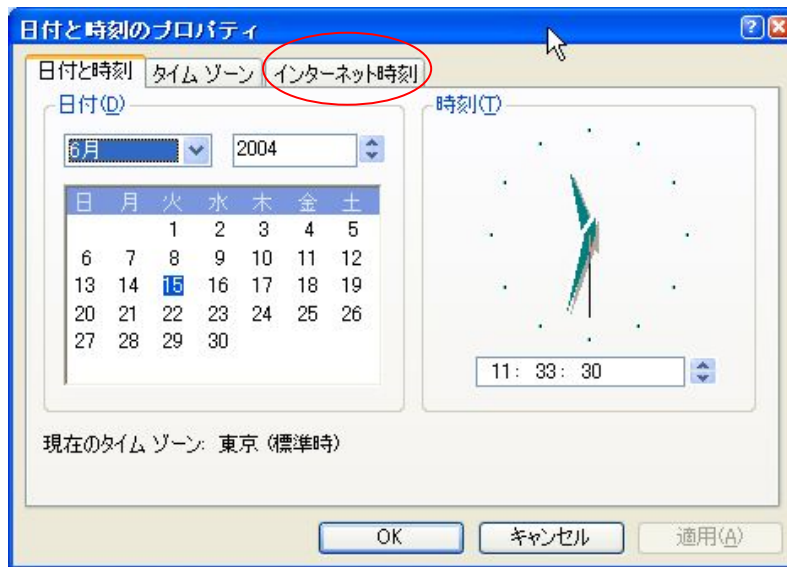 日付と時刻のプロパティ
日付と時刻 タイム ゾーン インターネット時刻
日付(D)
6月 2004
日 月 火 水 木 金 土
1 2 3 4 5
6 7 8 9 10 11 12
13 14 15 16 17 18 19
20 21 22 23 24 25 26
27 28 29 30
時刻(T)
11: 33: 30
現在のタイム ゾーン: 東京 (標準時)
OK キャンセル 適用(A)